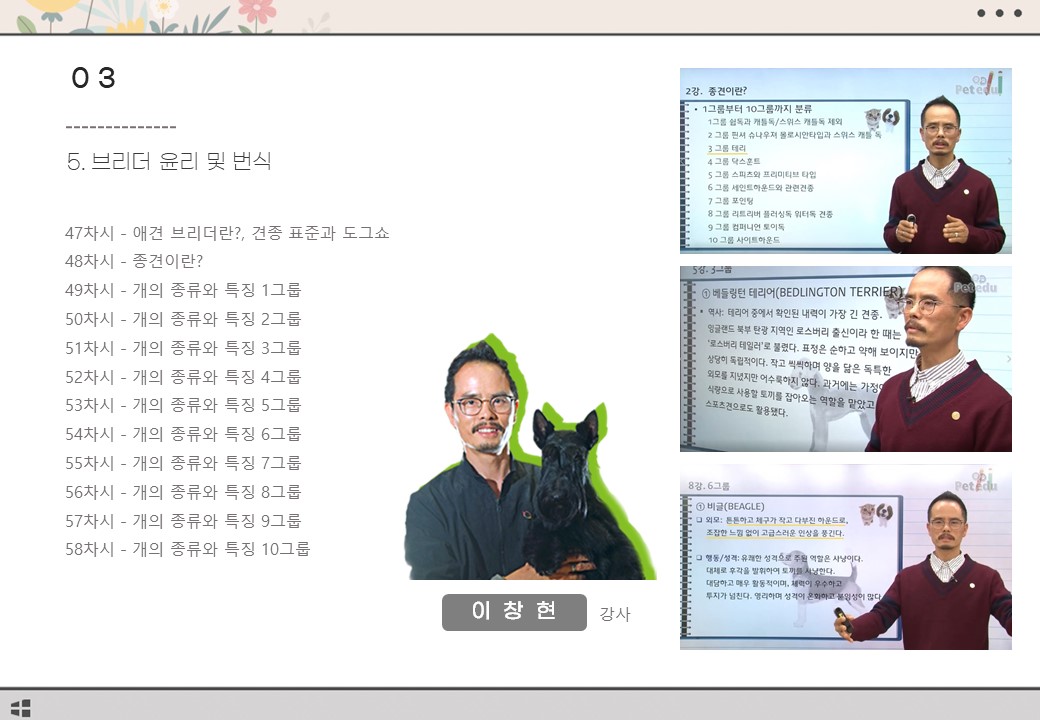 03
5. 브리더 윤리 및 번식
47차시 - 애견 브리더란?, 견종 표준과 도그쇼
48차시 - 종견이란?
49차시 - 개의 종류와 특징 1그룹
50차시 - 개의 종류와 특징 2그룹
51차시 - 개의 종류와 특징 3그룹
52차시 - 개의 종류와 특징 4그룹
53차시 - 개의 종류와 특징 5그룹
54차시 - 개의 종류와 특징 6그룹
55차시 - 개의 종류와 특징 7그룹
56차시 - 개의 종류와 특징 8그룹
57차시 - 개의 종류와 특징 9그룹
58차시 - 개의 종류와 특징 10그룹
이 창 현 강사
2강. 종견이란?
Petedu
• 1그룹부터 10그룹까지 분류
1그룹 쉽독과 캐틀독/스위스 캐틀독 제외
2 그룹 핀셔 슈나우져 몰로시안타입과 스위스 캐틀 독
3 그룹 테리
4 그룹 닥스훈트
5 그룹 스피츠와 프리미티브 타입
6 그룹 세인트하운드와 관련견종
7 그룹 포인팅
8 그룹 리트리버 플러싱독 워터독 견종
9 그룹 컴퍼니언 토이독
10 그룹 사이트하운드
5강. 3그룹
Petedu
① 베들링턴 테리어(BEDLINGTON TERRIER)
• 역사: 테리어 중에서 확인된 내력이 가장 긴 견종.
잉글랜드 북부 탄광 지역인 로스버리 출신이라 한 때는
'로스버리 테일러'로 불렸다. 표정은 순하고 약해 보이지만
상당히 독립적이다. 작고 씩씩하며 양을 닮은 독특한
외모를 지녔지만 어수룩하지 않다. 과거에는 가정
식량으로 사용할 토끼를 잡아오는 역할을 맡았고
스포츠견으로도 활용됐다.
8강. 6그룹
Petedu
① 비글(BEAGLE)
❑ 외모: 튼튼하고 체구가 작고 다부진 하운드로,
조잡한 느낌 없이 고급스러운 인상을 풍긴다.
❑ 행동/성격: 유쾌한 성격으로 주된 역할은 사냥이다.
대체로 후각을 발휘하여 토끼를 사냥한다.
대담하고 매우 활동적이며, 체력이 우수하고
투지가 넘친다. 영리하며 성격이 온화하고 붙임성이 많다